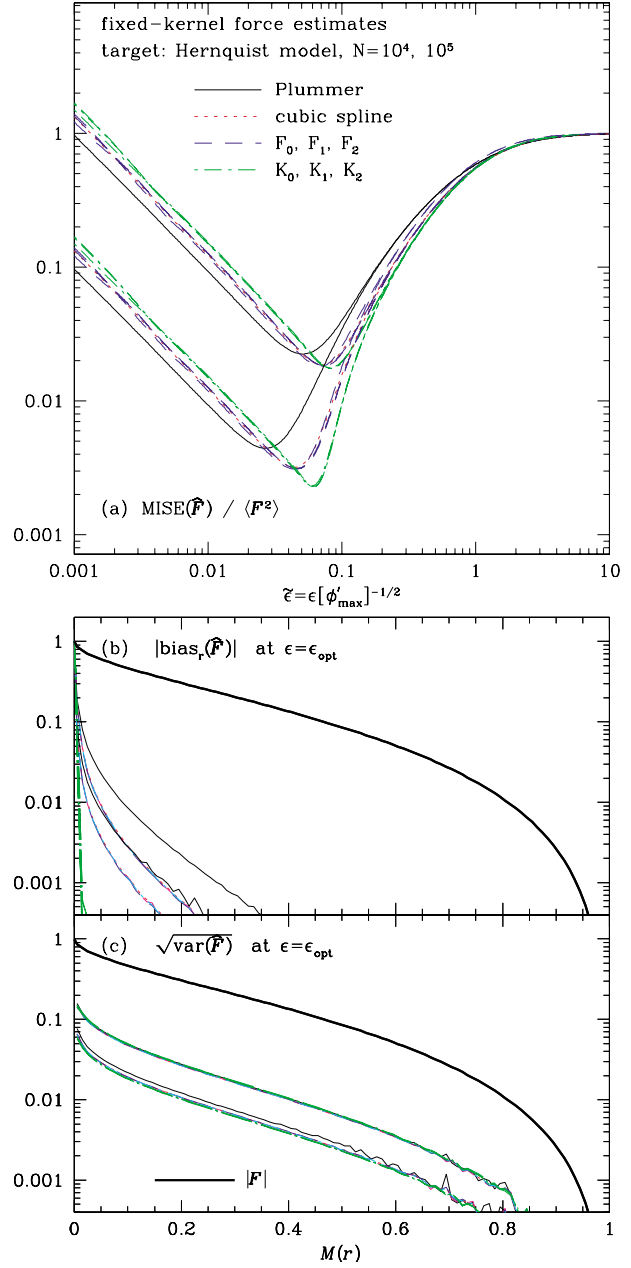 fixed-kernel force estimates
target: Hernquist model, N=10⁴, 10⁵
Plummer
cubic spline
F₀, F₁, F₂
K₀, K₁, K₂
1
0.1
0.01
0.001
(a) MISE(F̂) / ⟨F²⟩
0.001 0.01 0.1 1 10
ε̃=ε[ϕ′max]⁻¹/²
(b) |biasᵣ(F̂)| at ε=εopt
1
0.1
0.01
0.001
(c) √var(F̂) at ε=εopt
1
0.1
0.01
0.001
|F|
0 0.2 0.4 0.6 0.8 1
M(r)